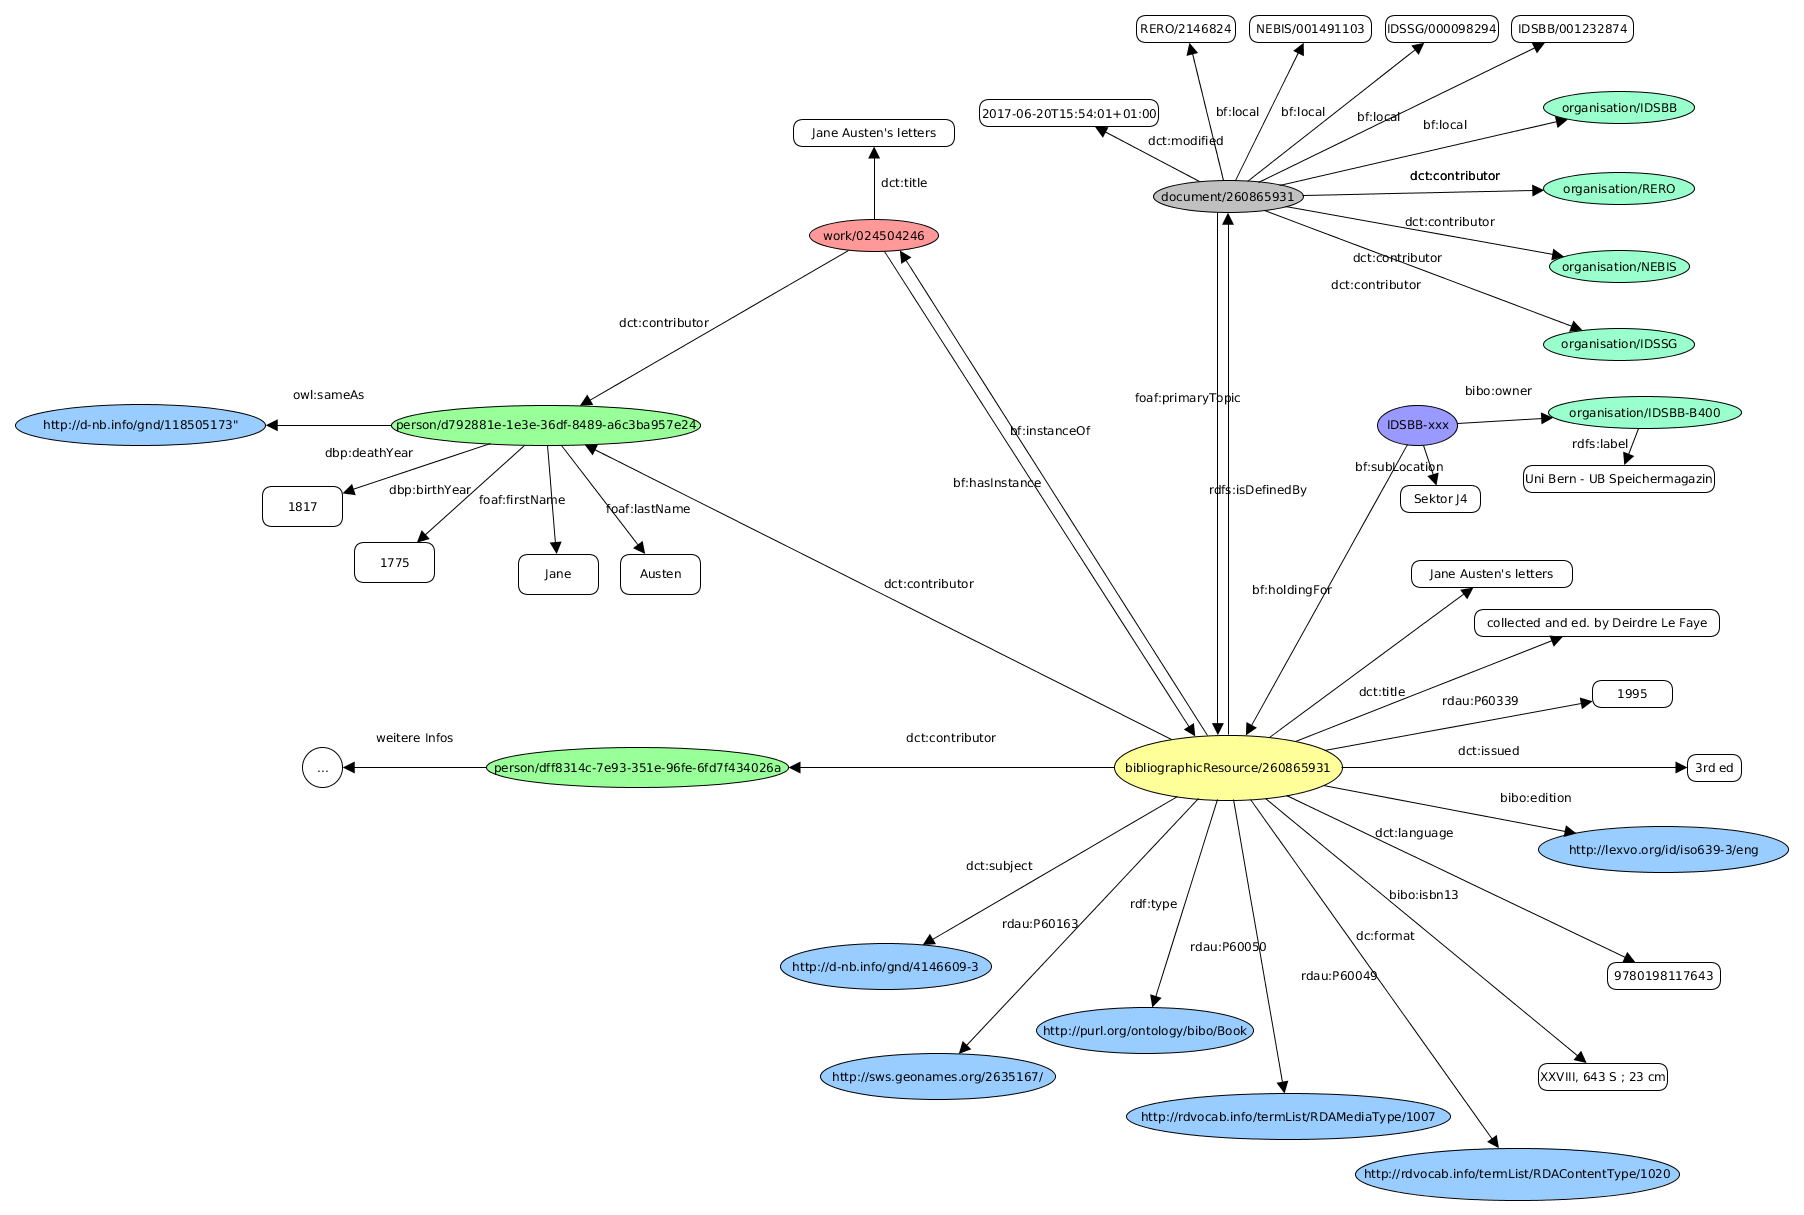 RERO/2146824
NEBIS/001491103
IDSSG/000098294
IDSBB/001232874
2017-06-20T15:54:01+01:00
bf:local
bf:local
bf:local
bf:local
organisation/IDSBB
Jane Austen's letters
dct:modified
dct:title
document/260865931
dct:contributor
organisation/RERO
work/024504246
dct:contributor
dct:contributor
organisation/NEBIS
dct:contributor
dct:contributor
organisation/IDSSG
owl:sameAs
foaf:primaryTopic
bibo:owner
http://d-nb.info/gnd/118505173"
person/d792881e-1e3e-36df-8489-a6c3ba957e24
bf:instanceOf
IDSBB-xxx
organisation/IDSBB-B400
rdfs:label
dbp:deathYear
bf:subLocation
dbp:birthYear
foaf:firstName
foaf:lastName
bf:hasInstance
rdfs:isDefinedBy
Sektor J4
Uni Bern - UB Speichermagazin
1817
1775
Jane
Austen
dct:contributor
bf:holdingFor
Jane Austen's letters
collected and ed. by Deirdre Le Faye
dct:title
rdau:P60339
1995
weitere Infos
dct:contributor
dct:issued
...
person/dff8314c-7e93-351e-96fe-6fd7f434026a
bibliographicResource/260865931
3rd ed
bibo:edition
dct:language
http://lexvo.org/id/iso639-3/eng
dct:subject
bibo:isbn13
rdau:P60163
rdf:type
dc:format
rdau:P60050
rdau:P60049
http://d-nb.info/gnd/4146609-3
9780198117643
http://purl.org/ontology/bibo/Book
http://sws.geonames.org/2635167/
XXVIII, 643 S ; 23 cm
http://rdvocab.info/termList/RDAMediaType/1007
http://rdvocab.info/termList/RDAContentType/1020